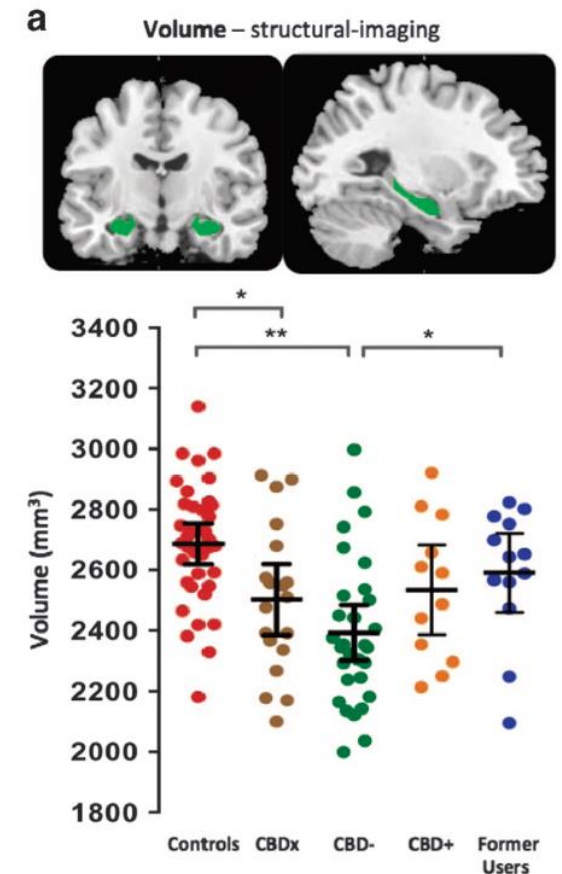 a
Volume – structural-imaging
*
** *
3400
3200
3000
2800
2600
2400
2200
2000
1800
Volume (mm³)
Controls CBDx CBD- CBD+ Former
Users